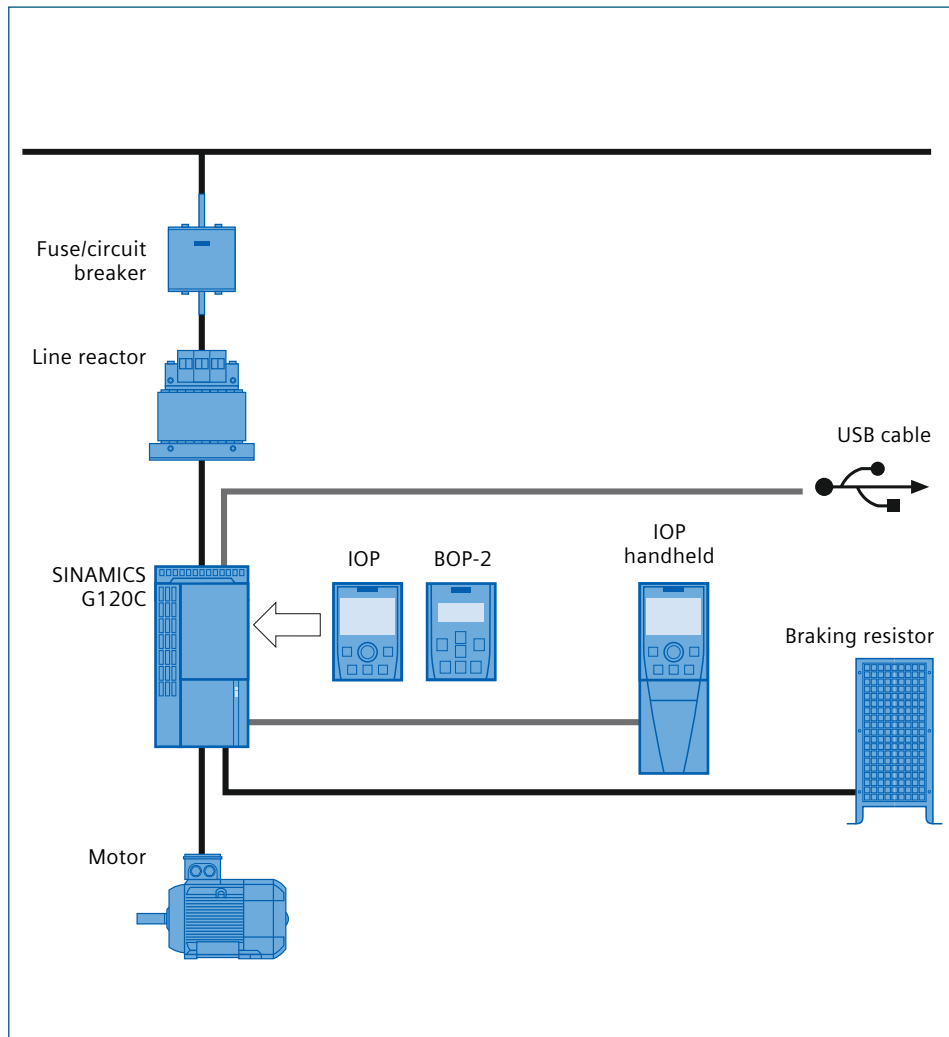 Fuse/circuit
breaker
Line reactor
USB cable
SINAMICS
G120C
IOP
BOP-2
IOP
handheld
Braking resistor
Motor